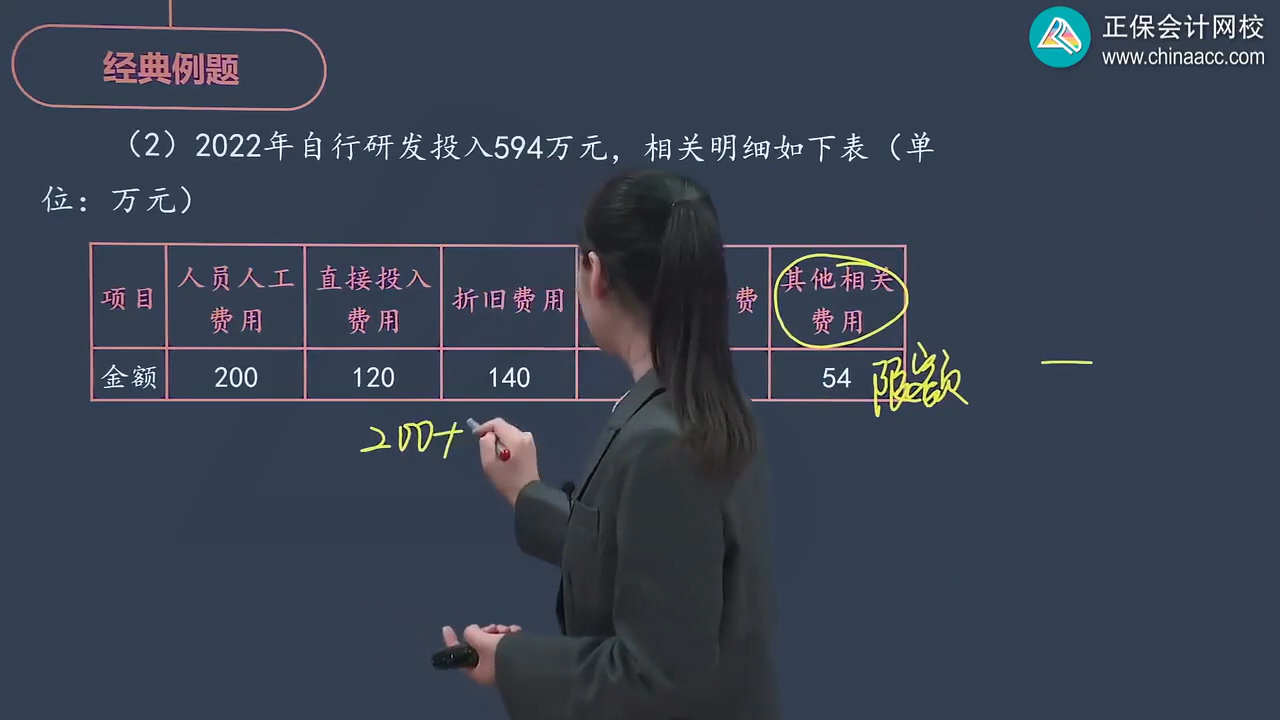 正保会计网校
www.chinaacc.com
经典例题
（2）2022年自行研发投入594万元，相关明细如下表（单
位：万元）
项目 人员人工费用 直接投入费用 折旧费用 费 其他相关费用
金额 200 120 140 54
限额
200+